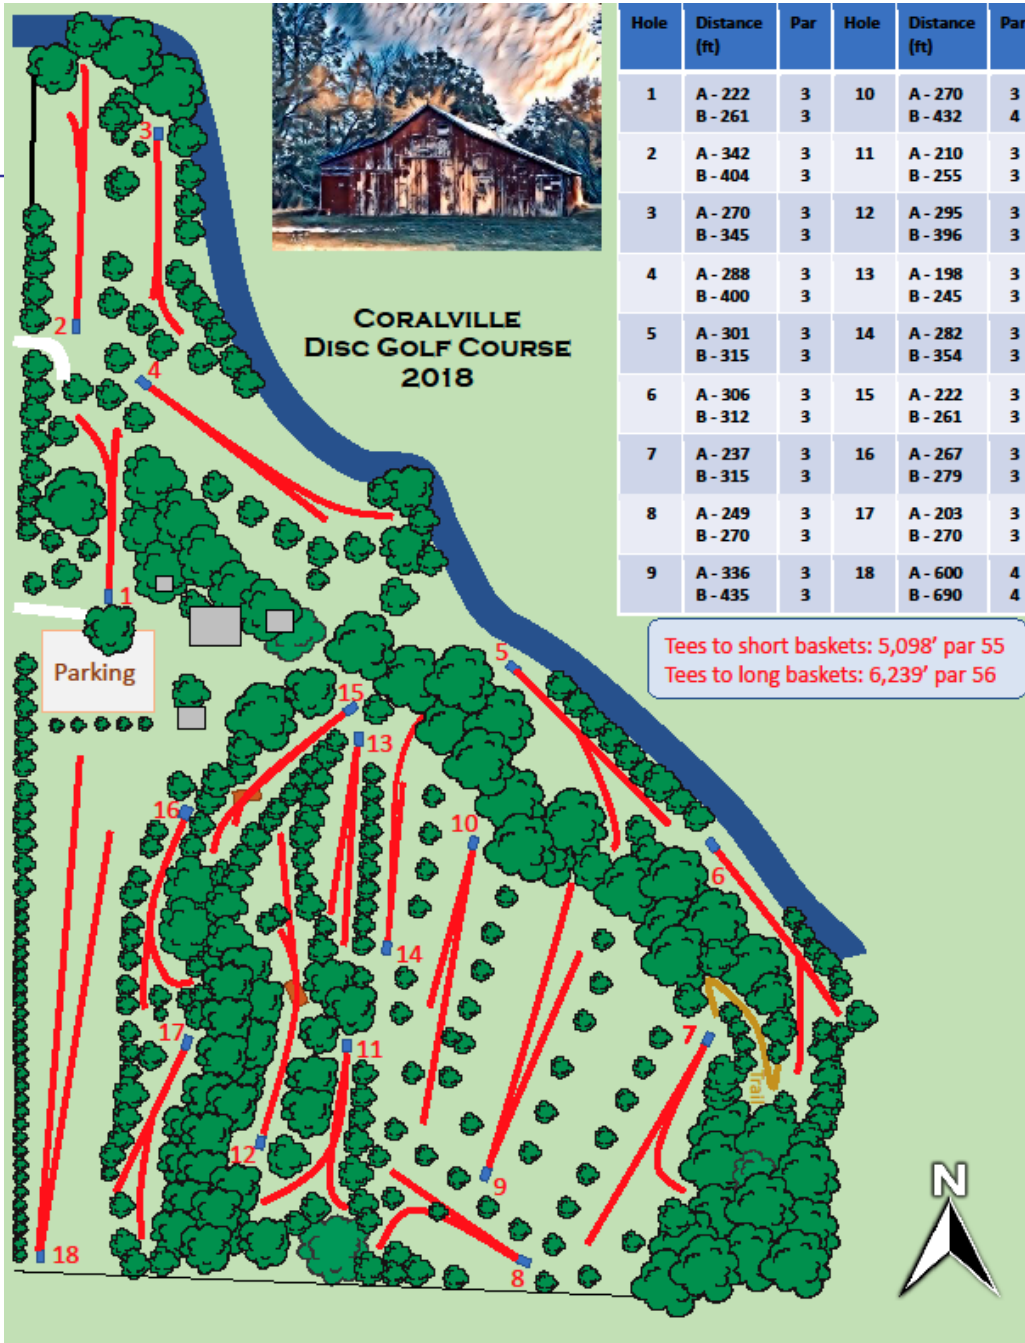 Hole Distance (ft) Par Hole Distance (ft) Par
1 A - 222 3 10 A - 270 3
B - 261 3 B - 432 4
2 A - 342 3 11 A - 210 3
B - 404 3 B - 255 3
3 A - 270 3 12 A - 295 3
B - 345 3 B - 396 3
4 A - 288 3 13 A - 198 3
B - 400 3 B - 245 3
5 A - 301 3 14 A - 282 3
B - 315 3 B - 354 3
6 A - 306 3 15 A - 222 3
B - 312 3 B - 261 3
7 A - 237 3 16 A - 267 3
B - 315 3 B - 279 3
8 A - 249 3 17 A - 203 3
B - 270 3 B - 270 3
9 A - 336 3 18 A - 600 4
B - 435 3 B - 690 4
Tees to short baskets: 5,098' par 55
Tees to long baskets: 6,239' par 56
CORALVILLE
DISC GOLF COURSE
2018
3
2
4
1
Parking
5
15
13
16
10
6
14
17
11
7
Trail
12
9
18
8
N